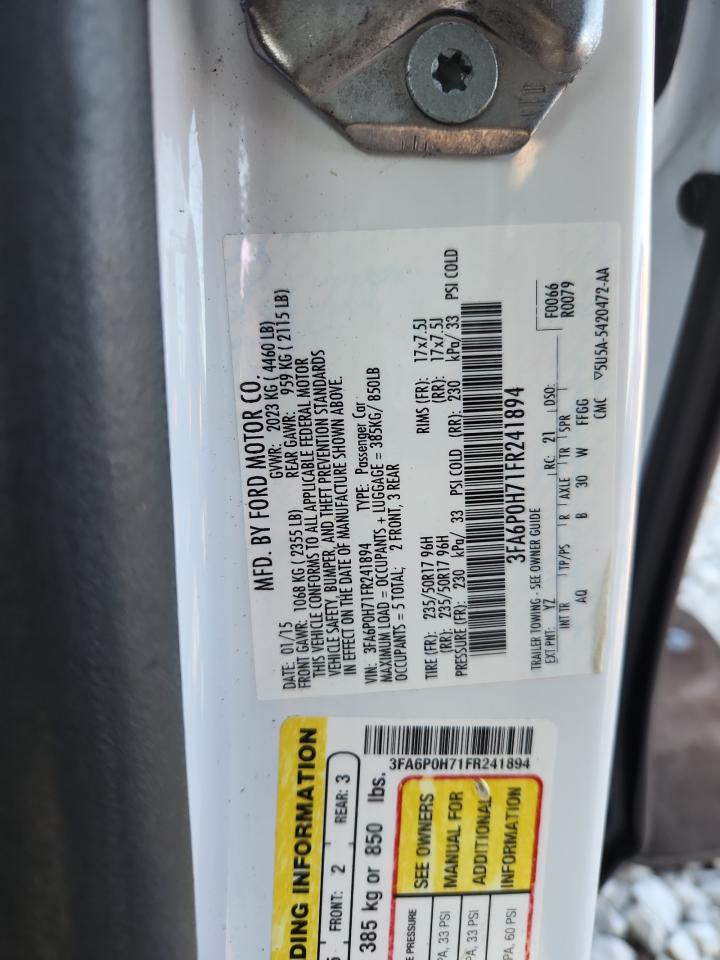 MFD. BY FORD MOTOR CO.
DATE: 01/15 GVWR: 2023 KG ( 4460 LB)
FRONT GAWR: 1068 KG ( 2355 LB) REAR GAWR: 959 KG ( 2115 LB)
THIS VEHICLE CONFORMS TO ALL APPLICABLE FEDERAL MOTOR
VEHICLE SAFETY, BUMPER, AND THEFT PREVENTION STANDARDS
IN EFFECT ON THE DATE OF MANUFACTURE SHOWN ABOVE.
VIN: 3FA6P0H71FR241894 TYPE: Passenger Car
MAXIMUM LOAD = OCCUPANTS + LUGGAGE = 385KG/ 850LB
OCCUPANTS = 5 TOTAL; 2 FRONT, 3 REAR
TIRE (FR): 235/50R17 96H RIMS (FR): 17x7.5J
(RR): 235/50R17 96H (RR): 17x7.5J
PRESSURE (FR): 230 kPa/ 33 PSI COLD (RR): 230 kPa/ 33 PSI COLD
3FA6P0H71FR241894
TRAILER TOWING - SEE OWNER GUIDE
EXT PNT: YZ RC: 21 DSO: F0066
R0079
INT TR TP/PS R AXLE TR SPR
AQ B 30 W FFGG
CMC ▽5U5A-5420472-AA
DING INFORMATION
FRONT: 2 REAR: 3
385 kg or 850 lbs.
3FA6P0H71FR241894
E PRESSURE SEE OWNERS
PA, 33 PSI MANUAL FOR
PA, 33 PSI ADDITIONAL
PA, 60 PSI INFORMATION